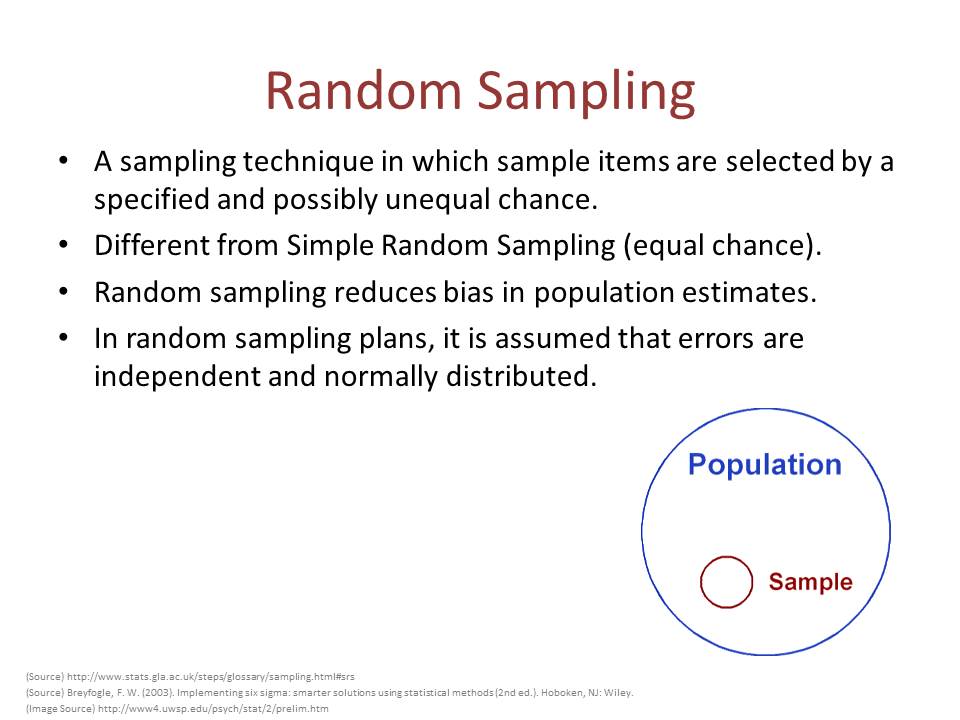 Random Sampling
• A sampling technique in which sample items are selected by a
specified and possibly unequal chance.
• Different from Simple Random Sampling (equal chance).
• Random sampling reduces bias in population estimates.
• In random sampling plans, it is assumed that errors are
independent and normally distributed.
Population
Sample
(Source) http://www.stats.gla.ac.uk/steps/glossary/sampling.html#srs
(Source) Breyfogle, F. W. (2003). Implementing six sigma: smarter solutions using statistical methods (2nd ed.). Hoboken, NJ: Wiley.
(Image Source) http://www4.uwsp.edu/psych/stat/2/prelim.htm